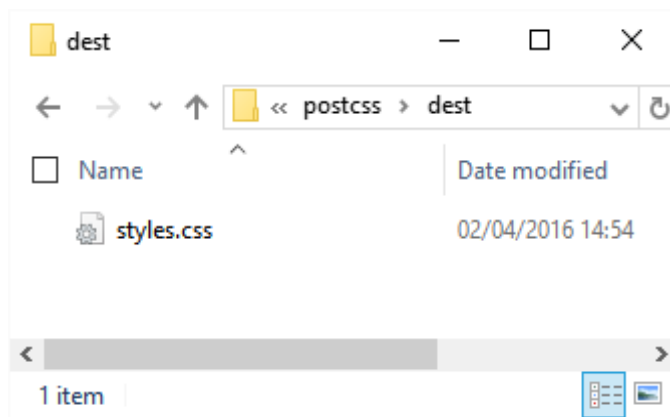 dest
« postcss > dest
Name Date modified
styles.css 02/04/2016 14:54
1 item